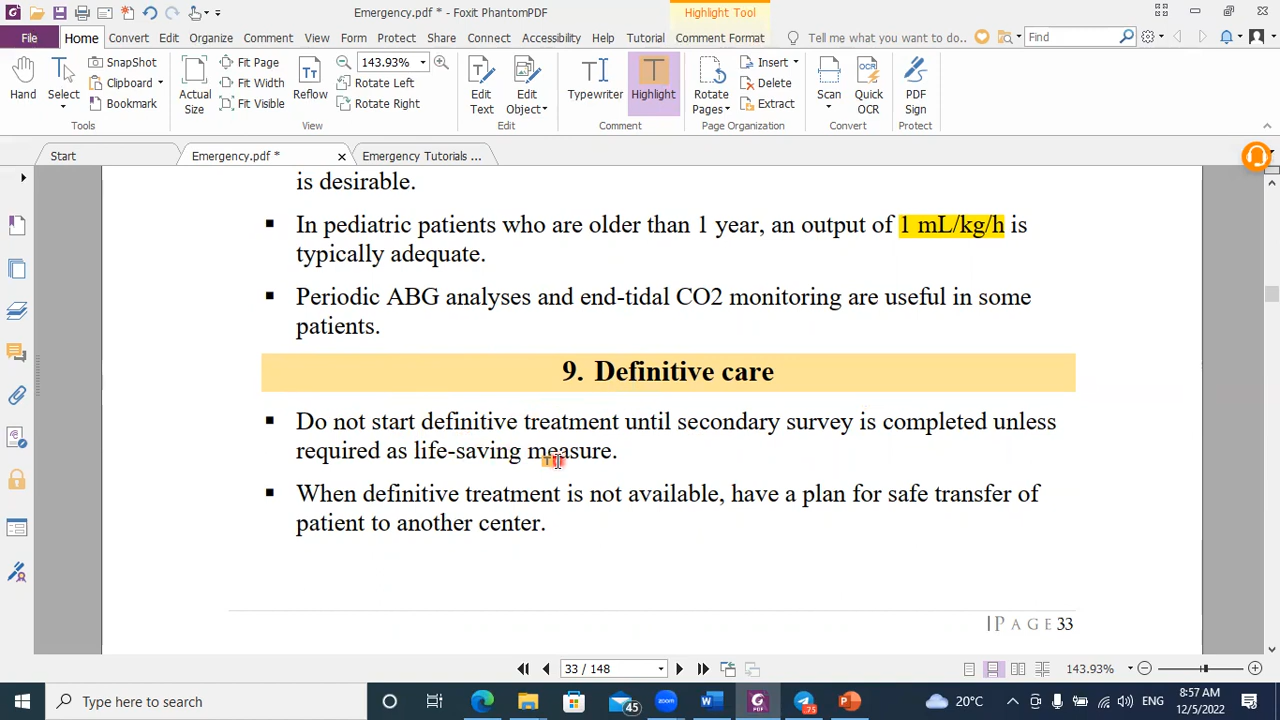 Emergency.pdf * - Foxit PhantomPDF
Highlight Tool
File Home Convert Edit Organize Comment View Form Protect Share Connect Accessibility Help Tutorial Comment Format Tell me what you want to do... Find
Hand
Select
SnapShot
Clipboard
Bookmark
Tools
Actual Size
Fit Page
Fit Width
Fit Visible
Reflow
143.93%
Rotate Left
Rotate Right
View
Edit Text
Edit Object
Edit
Typewriter
Highlight
Comment
Rotate Pages
Insert
Delete
Extract
Page Organization
Scan
Quick OCR
Convert
PDF Sign
Protect
Start
Emergency.pdf *
Emergency Tutorials ...
is desirable.
▪ In pediatric patients who are older than 1 year, an output of 1 mL/kg/h is
typically adequate.
▪ Periodic ABG analyses and end-tidal CO2 monitoring are useful in some
patients.
9. Definitive care
▪ Do not start definitive treatment until secondary survey is completed unless
required as life-saving measure.
▪ When definitive treatment is not available, have a plan for safe transfer of
patient to another center.
|PAGE 33
33 / 148
143.93%
Type here to search
45
zoom
W
PDF
75
P
20°C
ENG
8:57 AM
12/5/2022